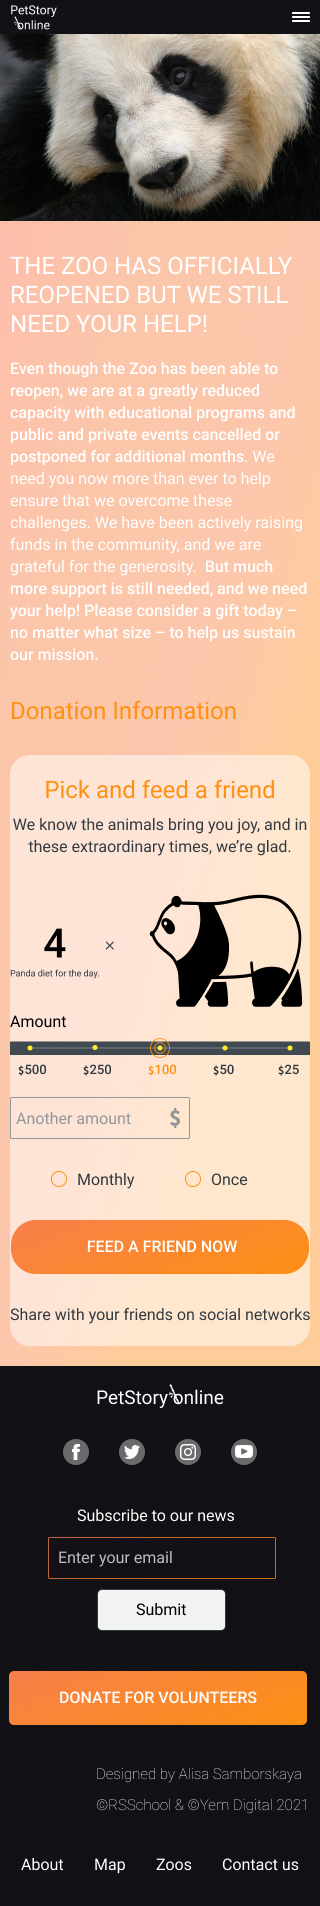 PetStory
online
THE ZOO HAS OFFICIALLY
REOPENED BUT WE STILL
NEED YOUR HELP!
Even though the Zoo has been able to
reopen, we are at a greatly reduced
capacity with educational programs and
public and private events cancelled or
postponed for additional months. We
need you now more than ever to help
ensure that we overcome these
challenges. We have been actively raising
funds in the community, and we are
grateful for the generosity.  But much
more support is still needed, and we need
your help! Please consider a gift today –
no matter what size – to help us sustain
our mission.
Donation Information
Pick and feed a friend
We know the animals bring you joy, and in
these extraordinary times, we’re glad.
4 ×
Panda diet for the day.
Amount
$500 $250 $100 $50 $25
Another amount $
Monthly Once
FEED A FRIEND NOW
Share with your friends on social networks
PetStory online
Subscribe to our news
Enter your email
Submit
DONATE FOR VOLUNTEERS
Designed by Alisa Samborskaya
©RSSchool & ©Yem Digital 2021
About Map Zoos Contact us